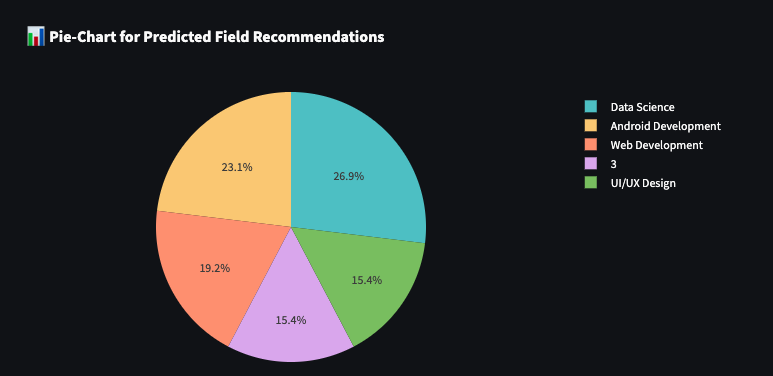 📊 Pie-Chart for Predicted Field Recommendations
Data Science
Android Development
Web Development
3
UI/UX Design
23.1%
26.9%
19.2%
15.4%
15.4%